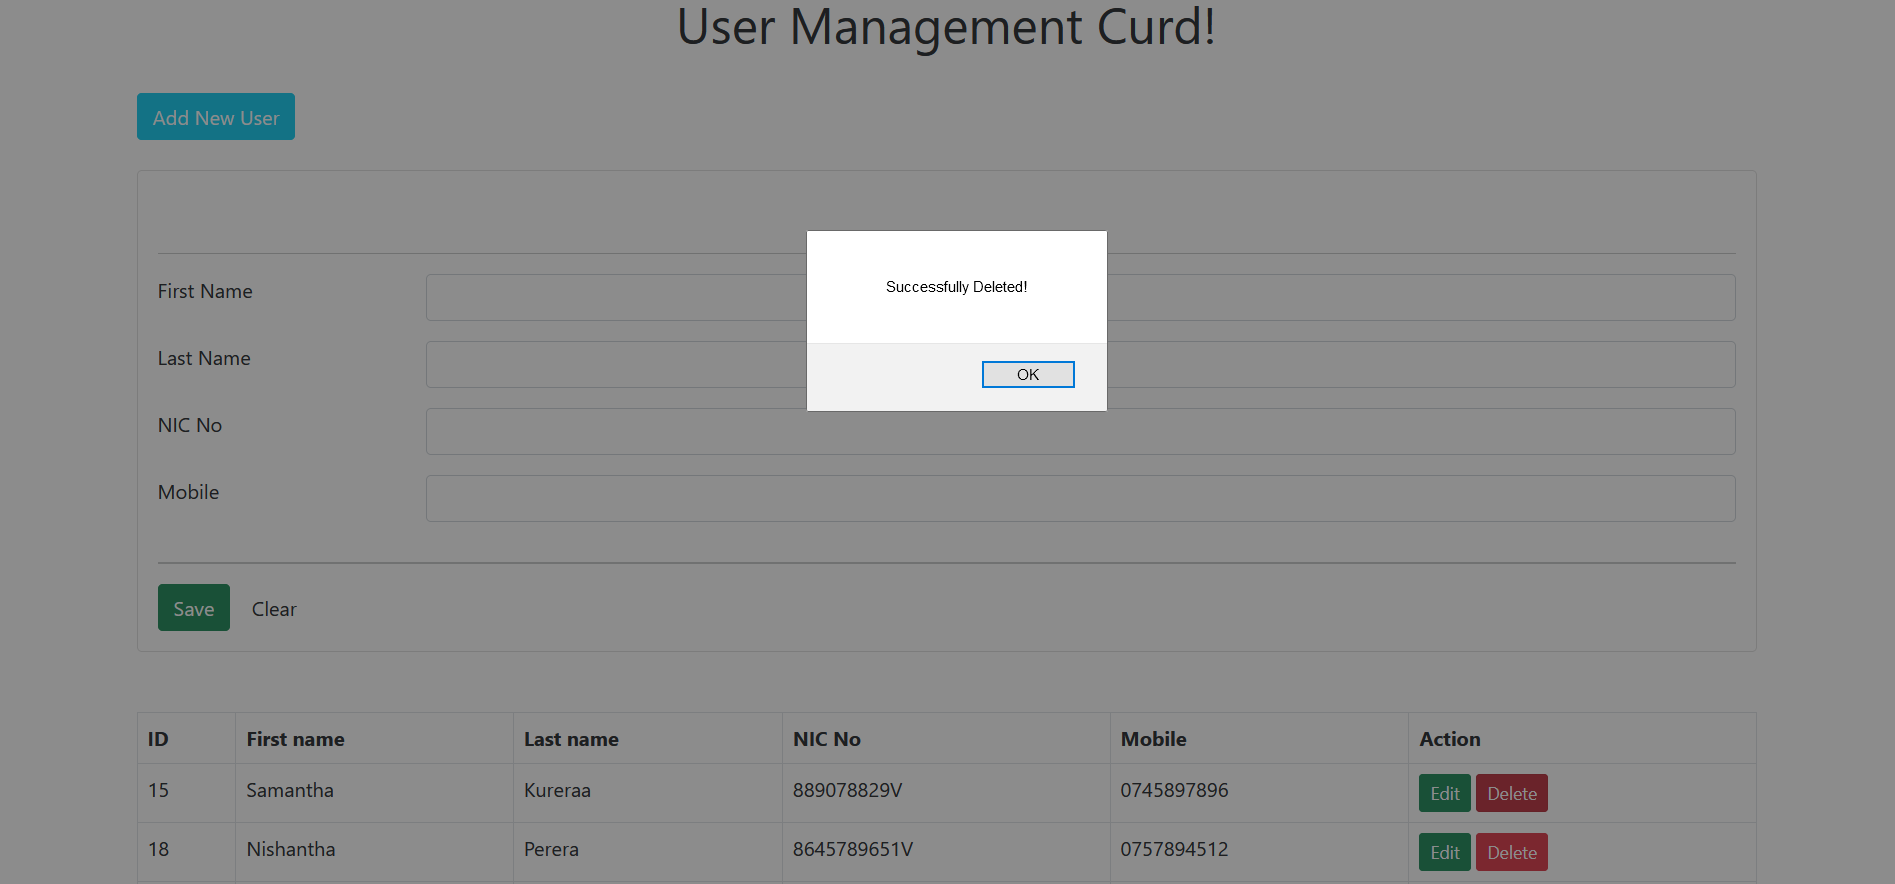 User Management Curd!
Add New User
Successfully Deleted!
OK
First Name
Last Name
NIC No
Mobile
Save Clear
ID First name Last name NIC No Mobile Action
15 Samantha Kureraa 889078829V 0745897896 Edit Delete
18 Nishantha Perera 8645789651V 0757894512 Edit Delete